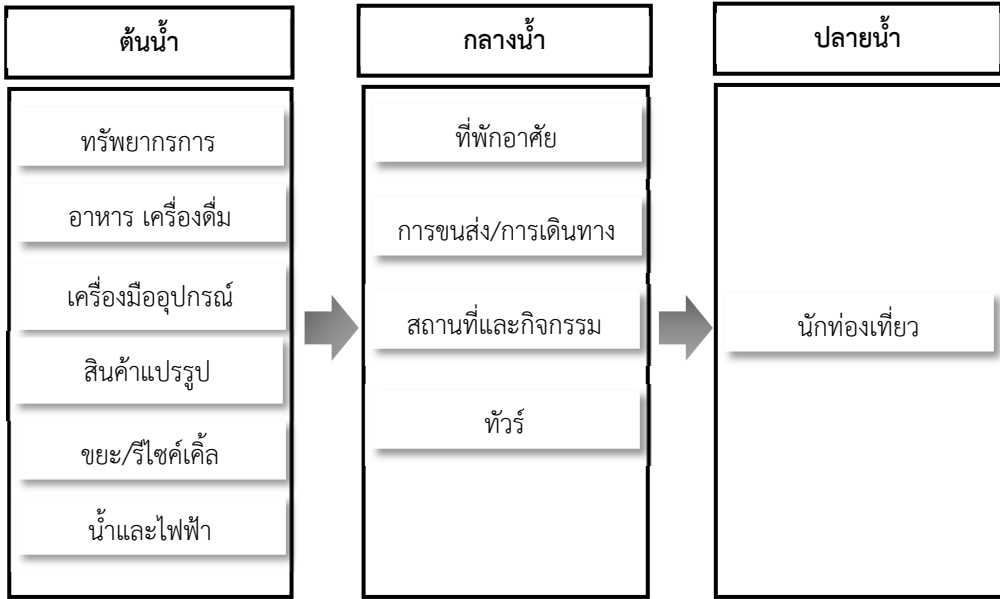 ต้นน้ำ
ทรัพยากรการ
อาหาร เครื่องดื่ม
เครื่องมืออุปกรณ์
สินค้าแปรรูป
ขยะ/รีไซค์เคิ้ล
น้ำและไฟฟ้า
กลางน้ำ
ที่พักอาศัย
การขนส่ง/การเดินทาง
สถานที่และกิจกรรม
ทัวร์
ปลายน้ำ
นักท่องเที่ยว